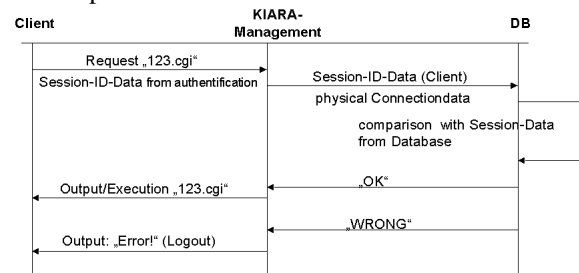 KIARA-
Client
Management
DB
Request „123.cgi“
Session-ID-Data from authentification
Session-ID-Data (Client)
physical Connectiondata
comparison with Session-Data
from Database
„OK“
Output/Execution „123.cgi“
„WRONG“
Output: „Error!“ (Logout)